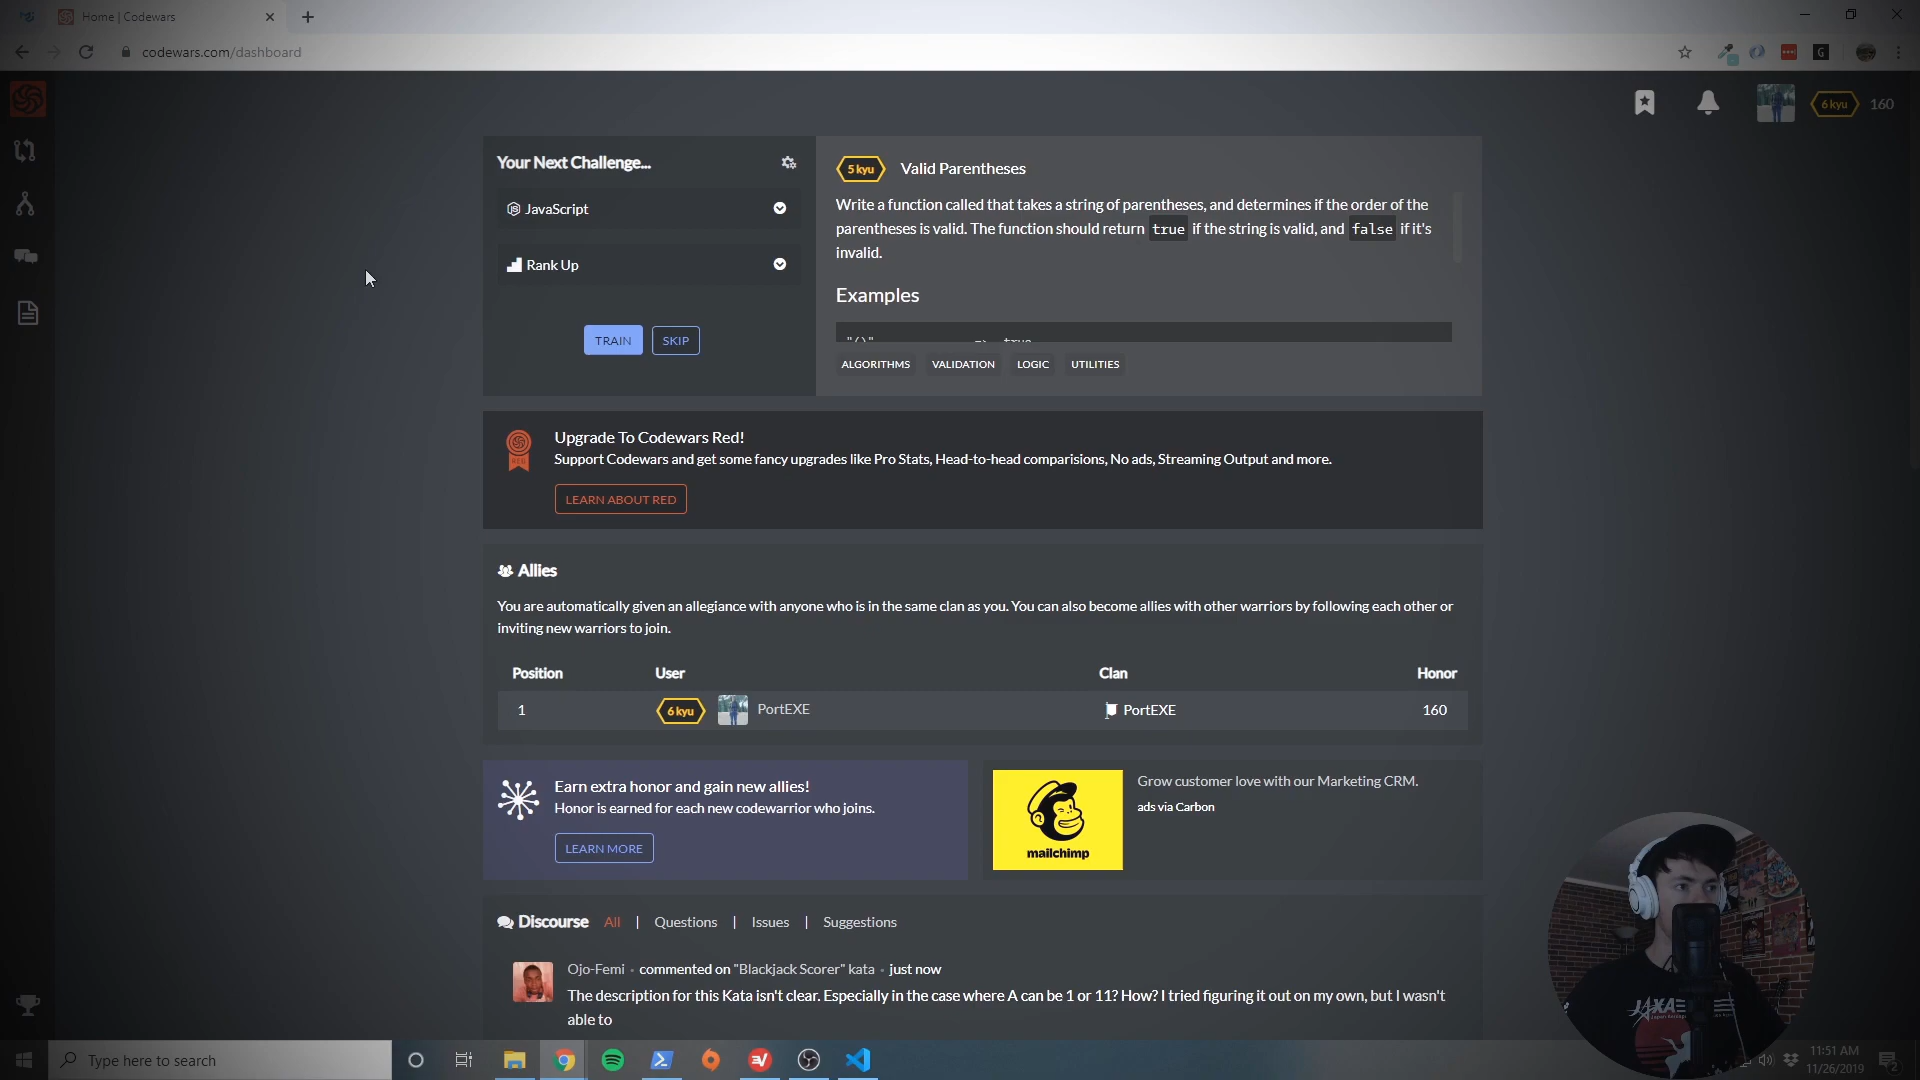 Home | Codewars
codewars.com/dashboard
6 kyu 160
Your Next Challenge...
JavaScript
Rank Up
TRAIN SKIP
5 kyu Valid Parentheses
Write a function called that takes a string of parentheses, and determines if the order of the
parentheses is valid. The function should return true if the string is valid, and false if it's
invalid.
Examples
"()" => true
ALGORITHMS VALIDATION LOGIC UTILITIES
Upgrade To Codewars Red!
Support Codewars and get some fancy upgrades like Pro Stats, Head-to-head comparisions, No ads, Streaming Output and more.
LEARN ABOUT RED
Allies
You are automatically given an allegiance with anyone who is in the same clan as you. You can also become allies with other warriors by following each other or
inviting new warriors to join.
Position User Clan Honor
1 6 kyu PortEXE PortEXE 160
Earn extra honor and gain new allies!
Honor is earned for each new codewarrior who joins.
LEARN MORE
mailchimp
Grow customer love with our Marketing CRM.
ads via Carbon
Discourse All | Questions | Issues | Suggestions
Ojo-Femi • commented on "Blackjack Scorer" kata • just now
The description for this Kata isn't clear. Especially in the case where A can be 1 or 11? How? I tried figuring it out on my own, but I wasn't
able to
JAXA
Type here to search
11:51 AM
11/26/2019